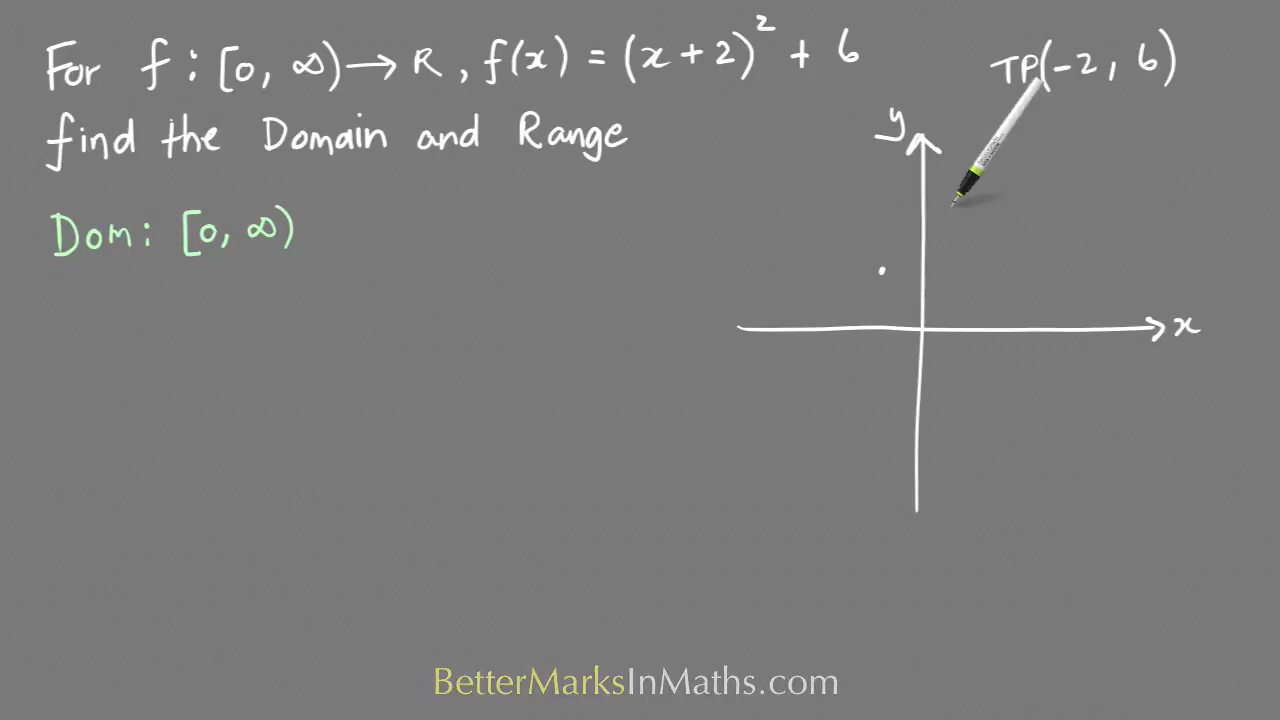 For f : [0, ∞) → R, f(x) = (x + 2)² + 6
find the Domain and Range
Dom: [0, ∞)
TP(-2, 6)
y
x
BetterMarksInMaths.com